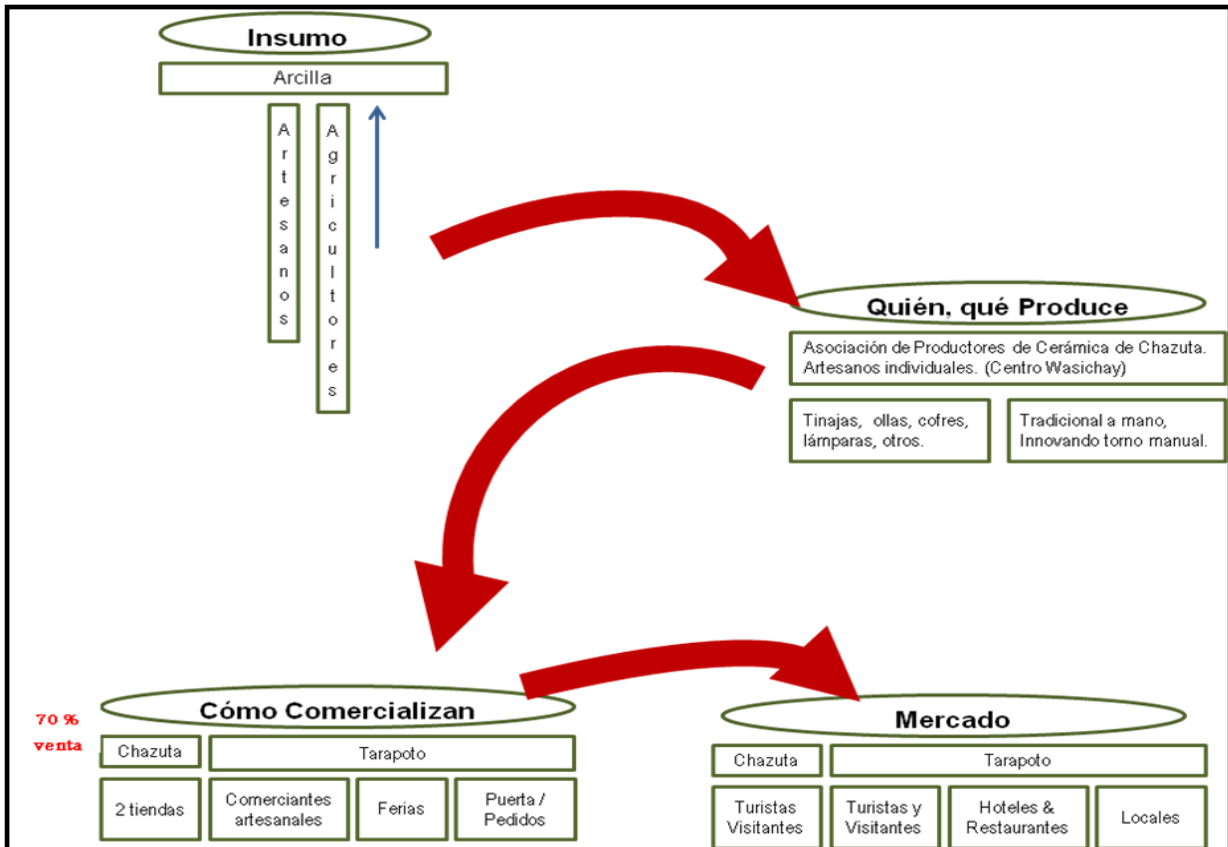 Insumo
Arcilla
Artesanos
Agricultores
Quién, qué Produce
Asociación de Productores de Cerámica de Chazuta.
Artesanos individuales. (Centro Wasichay)
Tinajas, ollas, cofres,
lámparas, otros.
Tradicional a mano,
Innovando torno manual.
Cómo Comercializan
70 %
venta
Chazuta
Tarapoto
2 tiendas
Comerciantes
artesanales
Ferias
Puerta /
Pedidos
Mercado
Chazuta
Tarapoto
Turistas
Visitantes
Turistas y
Visitantes
Hoteles &
Restaurantes
Locales